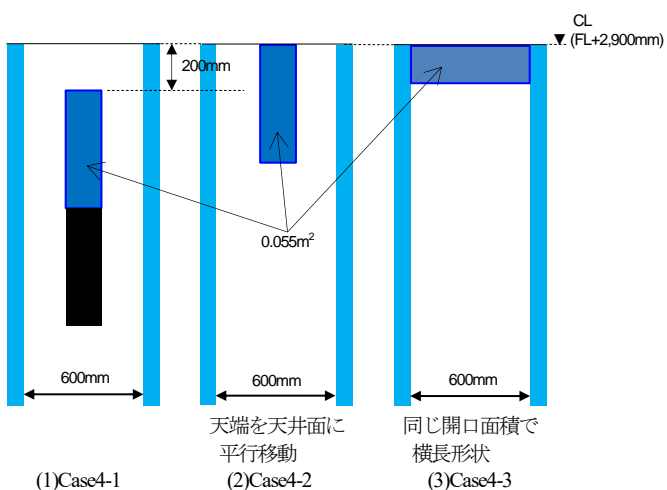 CL
(FL+2,900mm)
200mm
0.055m²
600mm
600mm
600mm
天端を天井面に
平行移動
同じ開口面積で
横長形状
(1)Case4-1
(2)Case4-2
(3)Case4-3